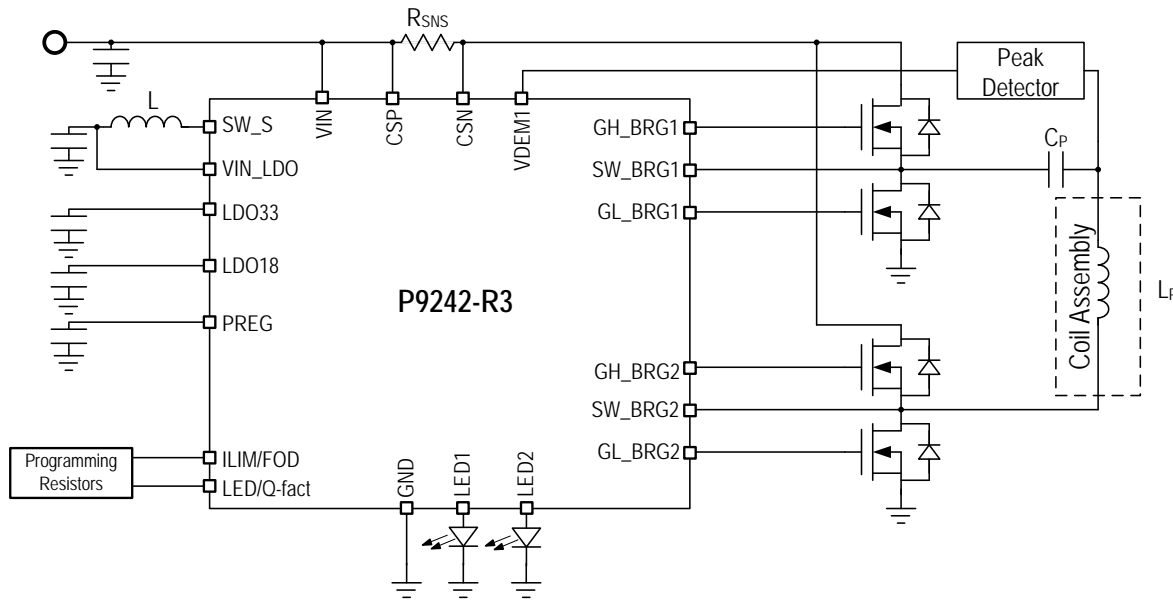 RSNS
Peak
Detector
L
SW_S
VIN
CSP
CSN
VDEM1
GH_BRG1
CP
VIN_LDO
SW_BRG1
LDO33
GL_BRG1
LDO18
Coil Assembly
P9242-R3
PREG
GH_BRG2
SW_BRG2
GL_BRG2
Programming
Resistors
ILIM/FOD
LED/Q-fact
GND
LED1
LED2